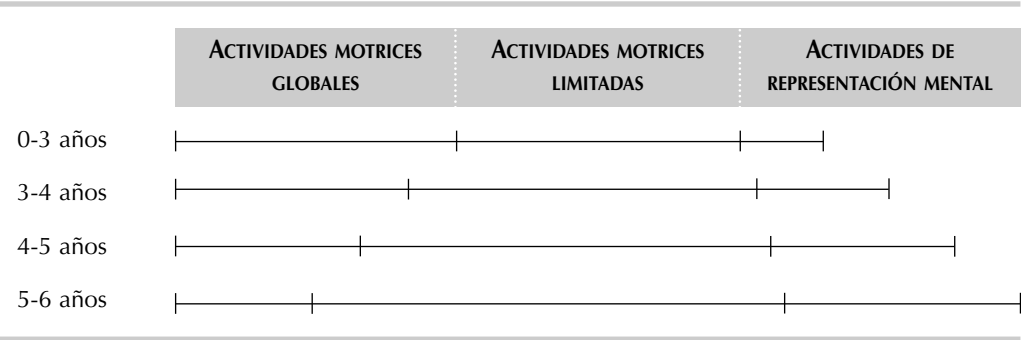 ACTIVIDADES MOTRICES GLOBALES
ACTIVIDADES MOTRICES LIMITADAS
ACTIVIDADES DE REPRESENTACIÓN MENTAL
0-3 años
3-4 años
4-5 años
5-6 años